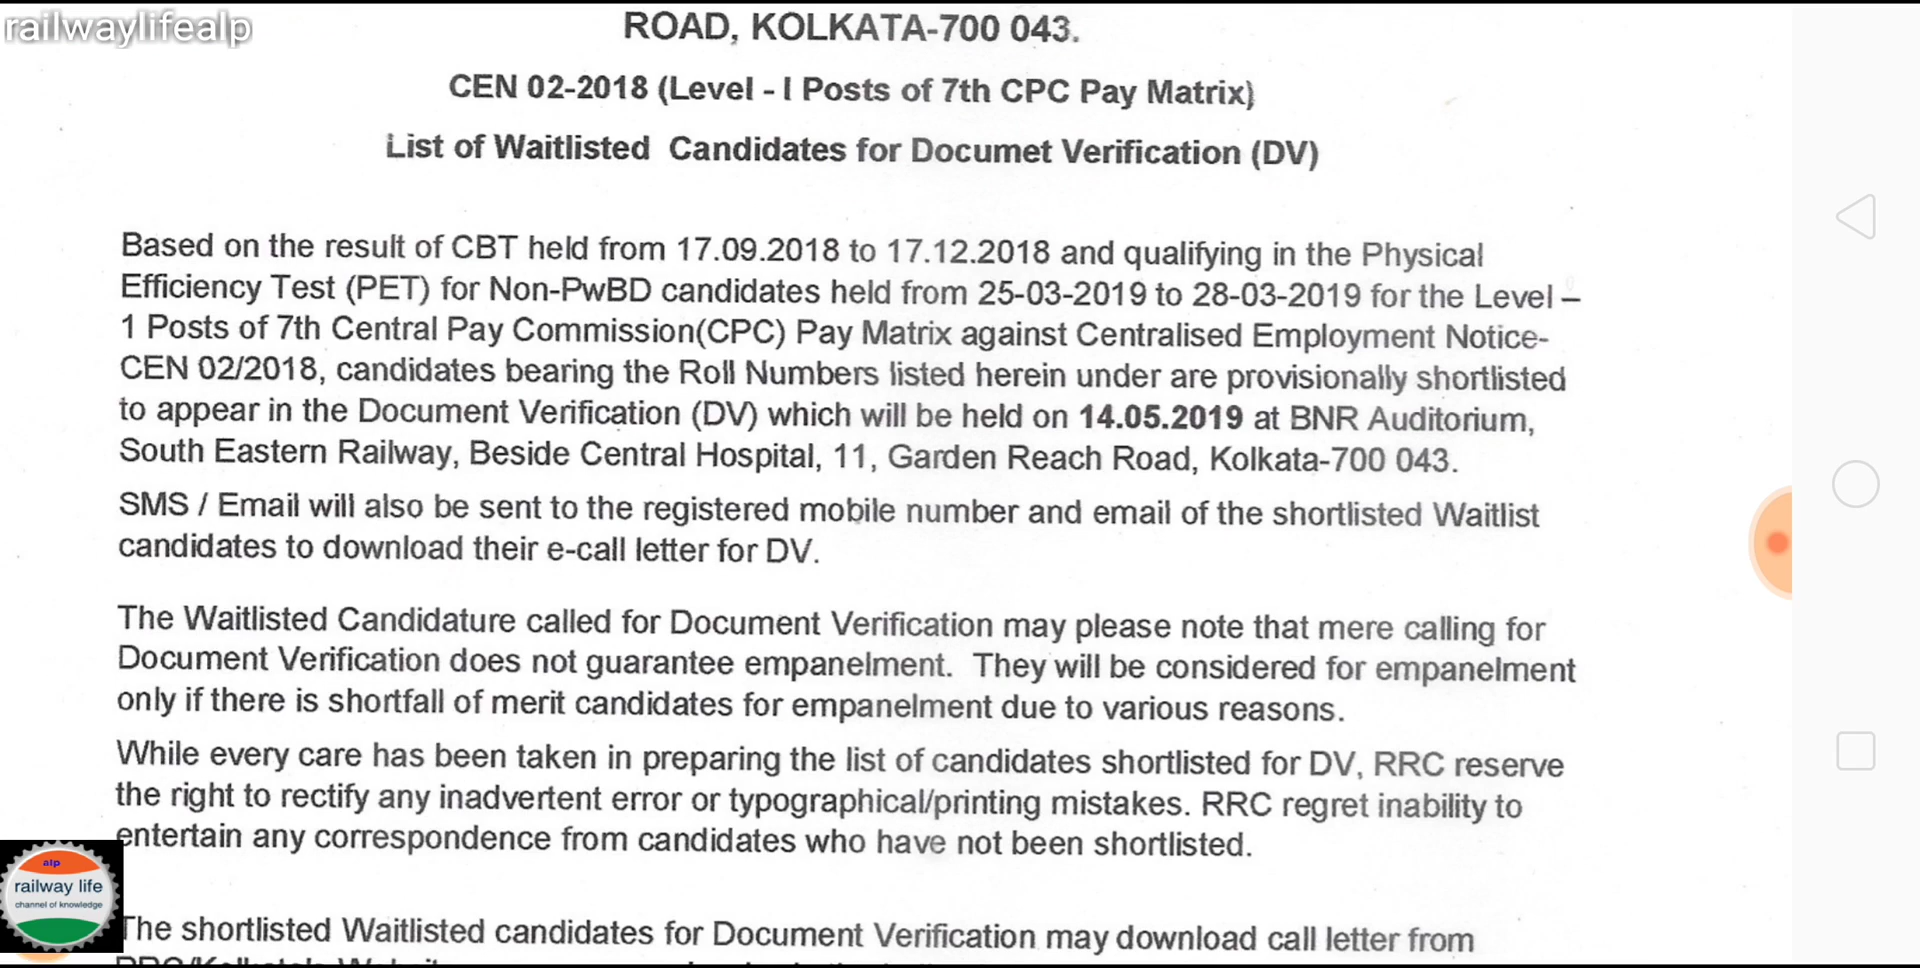 railwaylifealp
ROAD, KOLKATA-700 043.
CEN 02-2018 (Level - I Posts of 7th CPC Pay Matrix)
List of Waitlisted Candidates for Documet Verification (DV)
Based on the result of CBT held from 17.09.2018 to 17.12.2018 and qualifying in the Physical
Efficiency Test (PET) for Non-PwBD candidates held from 25-03-2019 to 28-03-2019 for the Level –
1 Posts of 7th Central Pay Commission(CPC) Pay Matrix against Centralised Employment Notice-
CEN 02/2018, candidates bearing the Roll Numbers listed herein under are provisionally shortlisted
to appear in the Document Verification (DV) which will be held on 14.05.2019 at BNR Auditorium,
South Eastern Railway, Beside Central Hospital, 11, Garden Reach Road, Kolkata-700 043.
SMS / Email will also be sent to the registered mobile number and email of the shortlisted Waitlist
candidates to download their e-call letter for DV.
The Waitlisted Candidature called for Document Verification may please note that mere calling for
Document Verification does not guarantee empanelment. They will be considered for empanelment
only if there is shortfall of merit candidates for empanelment due to various reasons.
While every care has been taken in preparing the list of candidates shortlisted for DV, RRC reserve
the right to rectify any inadvertent error or typographical/printing mistakes. RRC regret inability to
entertain any correspondence from candidates who have not been shortlisted.
The shortlisted Waitlisted candidates for Document Verification may download call letter from
alp
railway life
channel of knowledge